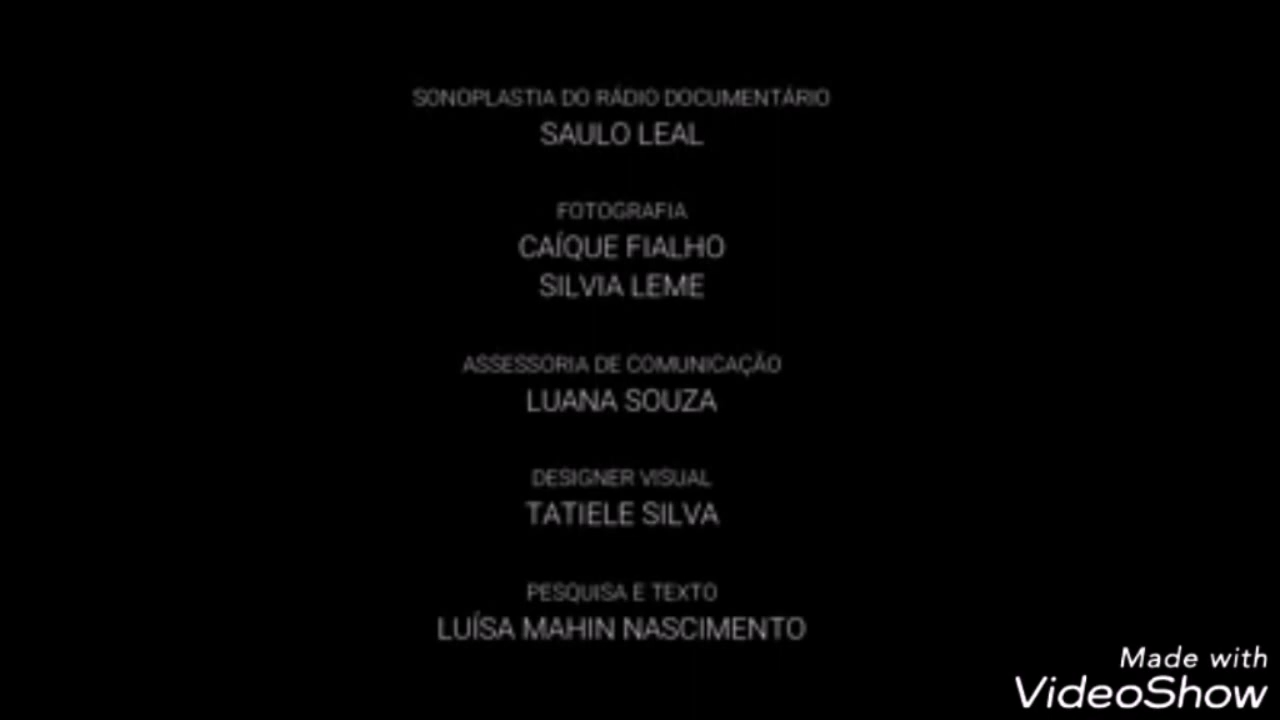 SONOPLASTIA DO RÁDIO DOCUMENTÁRIO
SAULO LEAL
FOTOGRAFIA
CAÍQUE FIALHO
SILVIA LEME
ASSESSORIA DE COMUNICAÇÃO
LUANA SOUZA
DESIGNER VISUAL
TATIELE SILVA
PESQUISA E TEXTO
LUÍSA MAHIN NASCIMENTO
Made with
VideoShow